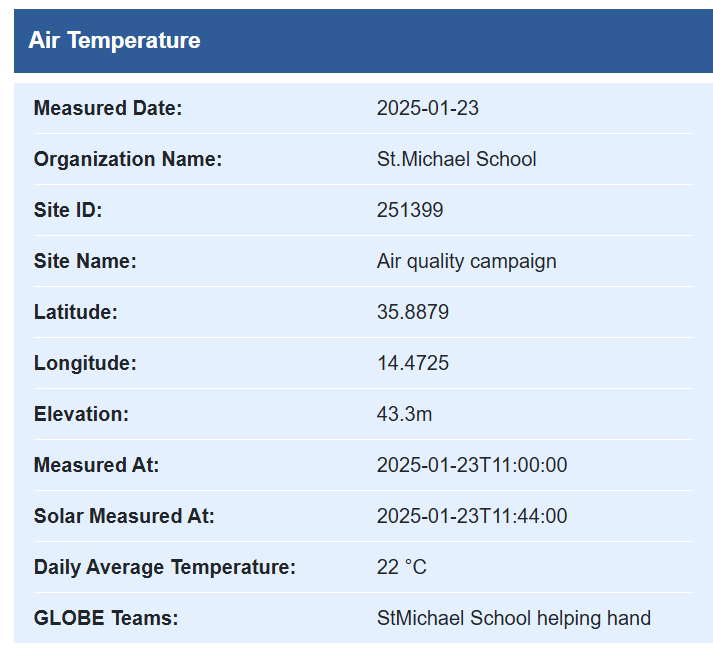 Air Temperature
Measured Date: 2025-01-23
Organization Name: St.Michael School
Site ID: 251399
Site Name: Air quality campaign
Latitude: 35.8879
Longitude: 14.4725
Elevation: 43.3m
Measured At: 2025-01-23T11:00:00
Solar Measured At: 2025-01-23T11:44:00
Daily Average Temperature: 22 °C
GLOBE Teams: StMichael School helping hand